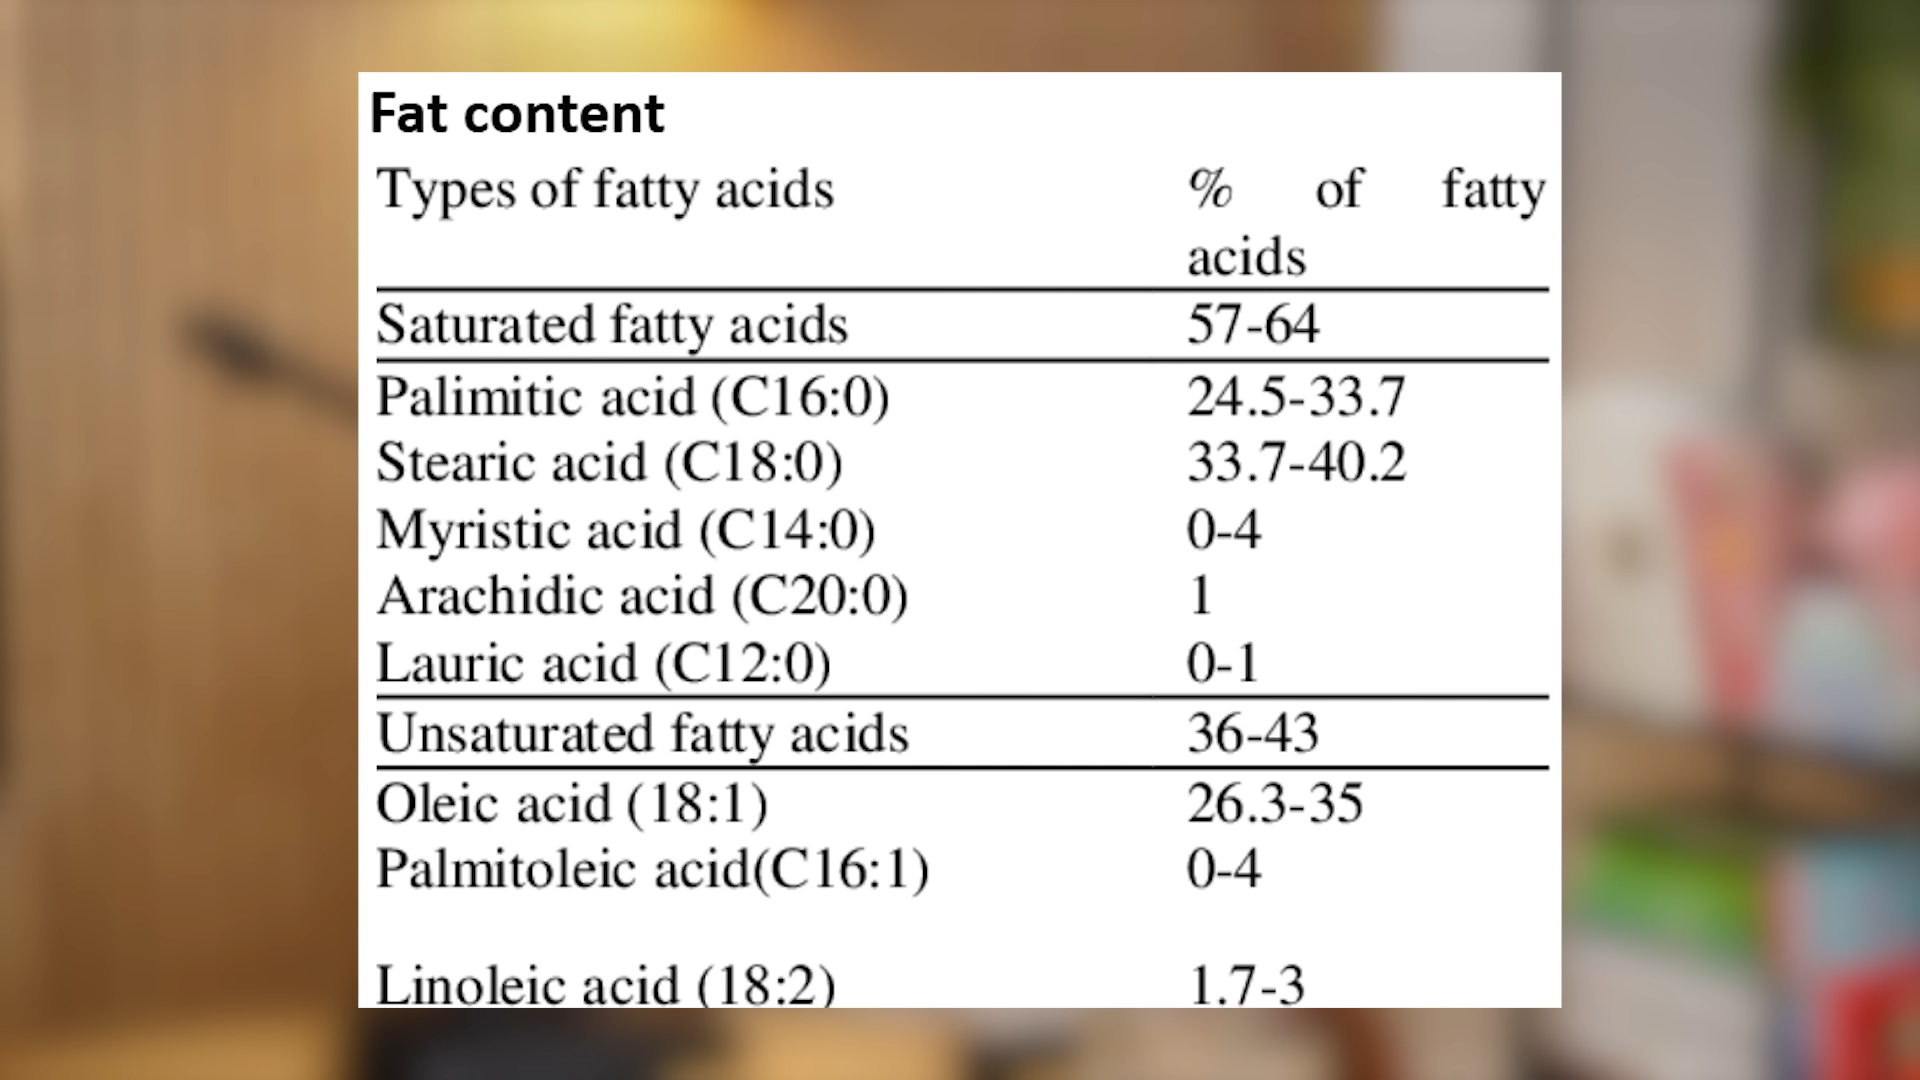 Fat content
Types of fatty acids % of fatty
acids
Saturated fatty acids 57-64
Palimitic acid (C16:0) 24.5-33.7
Stearic acid (C18:0) 33.7-40.2
Myristic acid (C14:0) 0-4
Arachidic acid (C20:0) 1
Lauric acid (C12:0) 0-1
Unsaturated fatty acids 36-43
Oleic acid (18:1) 26.3-35
Palmitoleic acid(C16:1) 0-4
Linoleic acid (18:2) 1.7-3